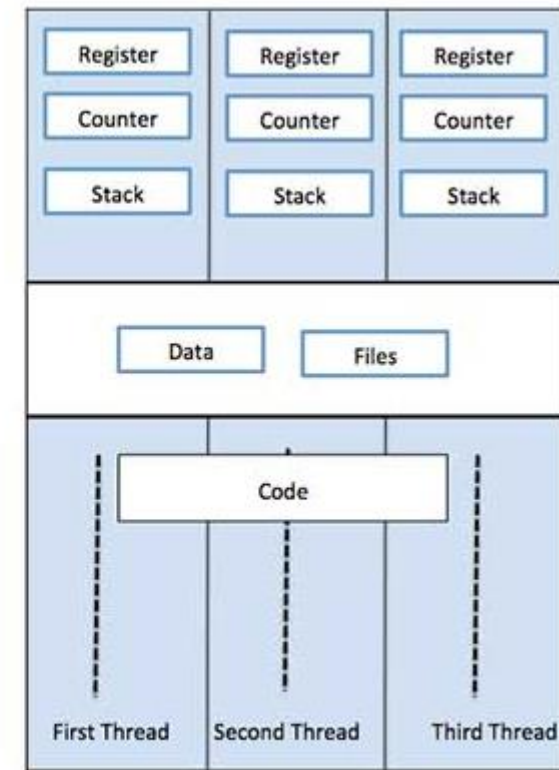 Register Register Register
Counter Counter Counter
Stack Stack Stack
Data Files
Code
First Thread Second Thread Third Thread